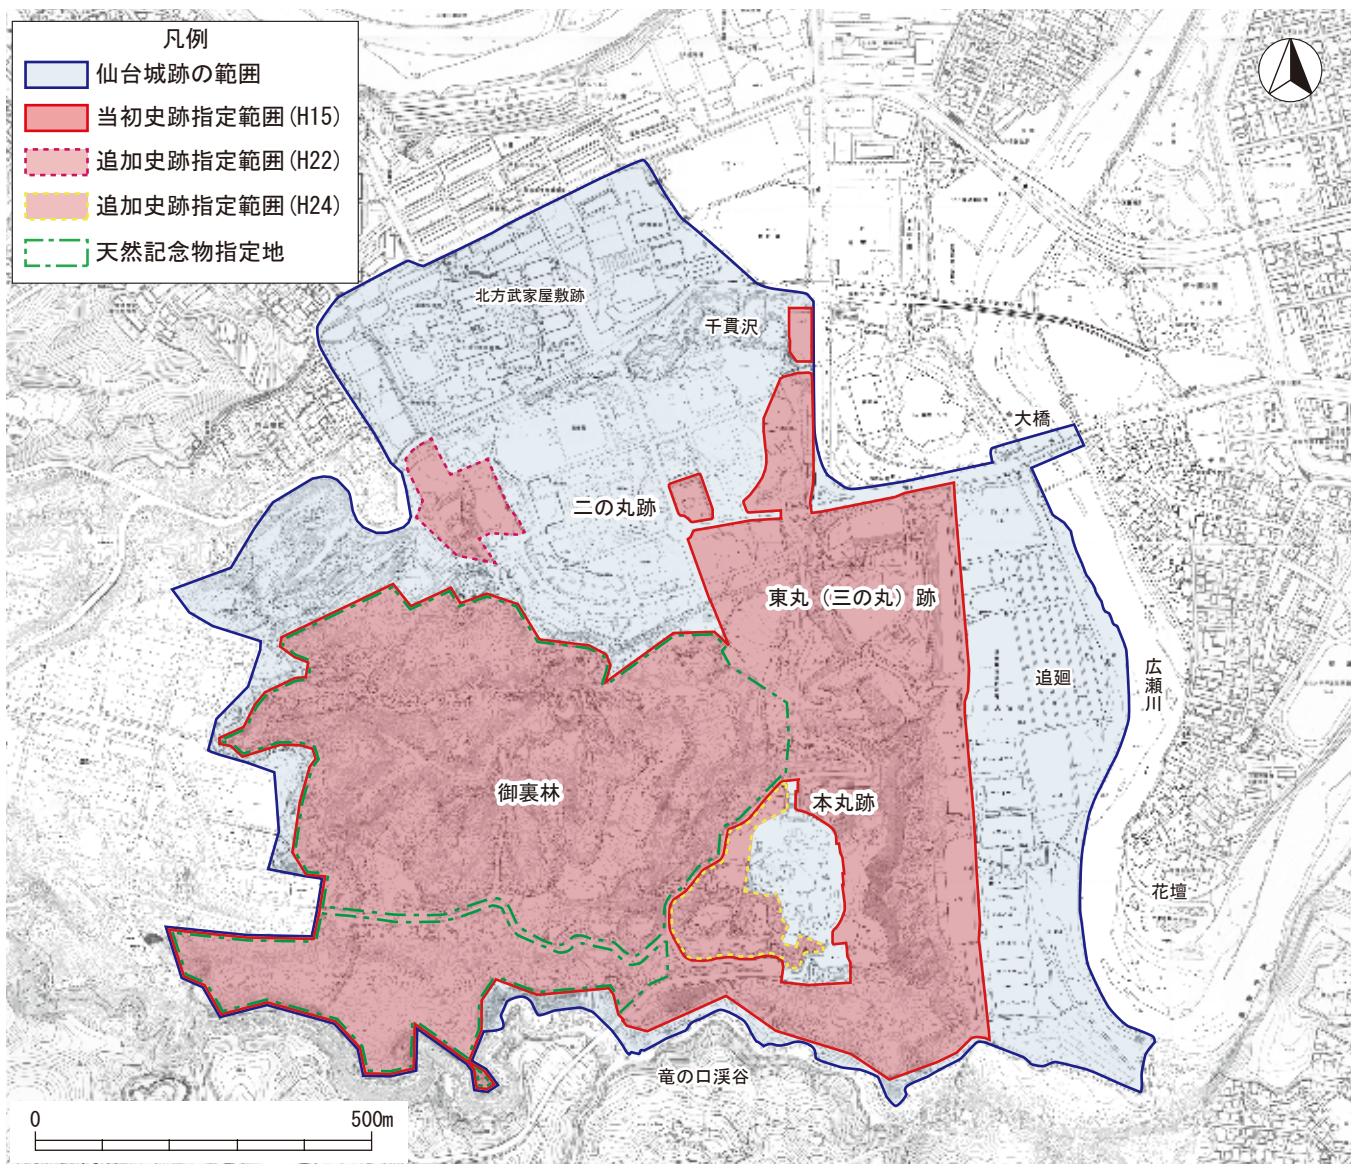 凡例
仙台城跡の範囲
当初史跡指定範囲(H15)
追加史跡指定範囲(H22)
追加史跡指定範囲(H24)
天然記念物指定地
北方武家屋敷跡
千貫沢
大橋
二の丸跡
東丸（三の丸）跡
追廻
広瀬川
御裏林
本丸跡
花壇
竜の口渓谷
0
500m